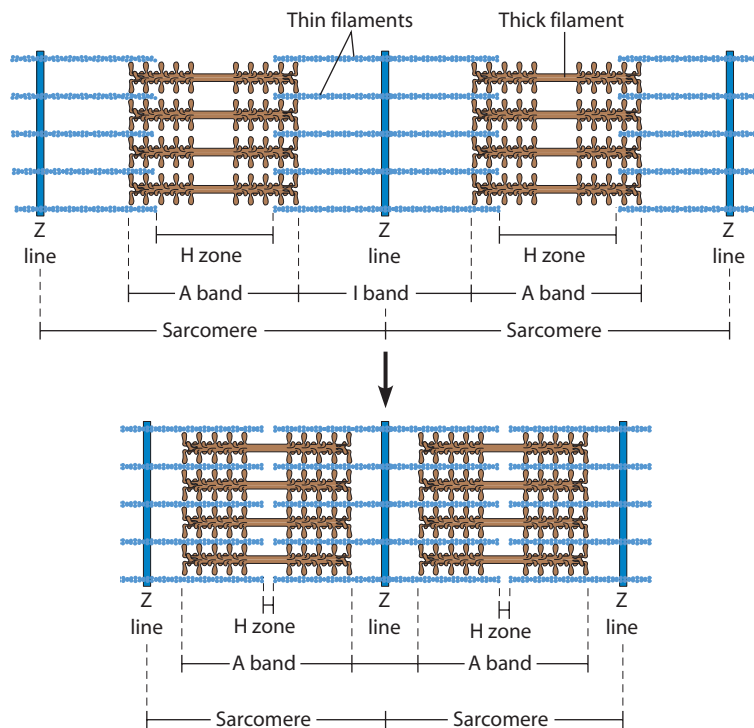 Thin filaments Thick filament
Z Z Z
line H zone line H zone line
A band I band A band
Sarcomere Sarcomere
Z Z Z
line H zone line H zone line
A band A band
Sarcomere Sarcomere